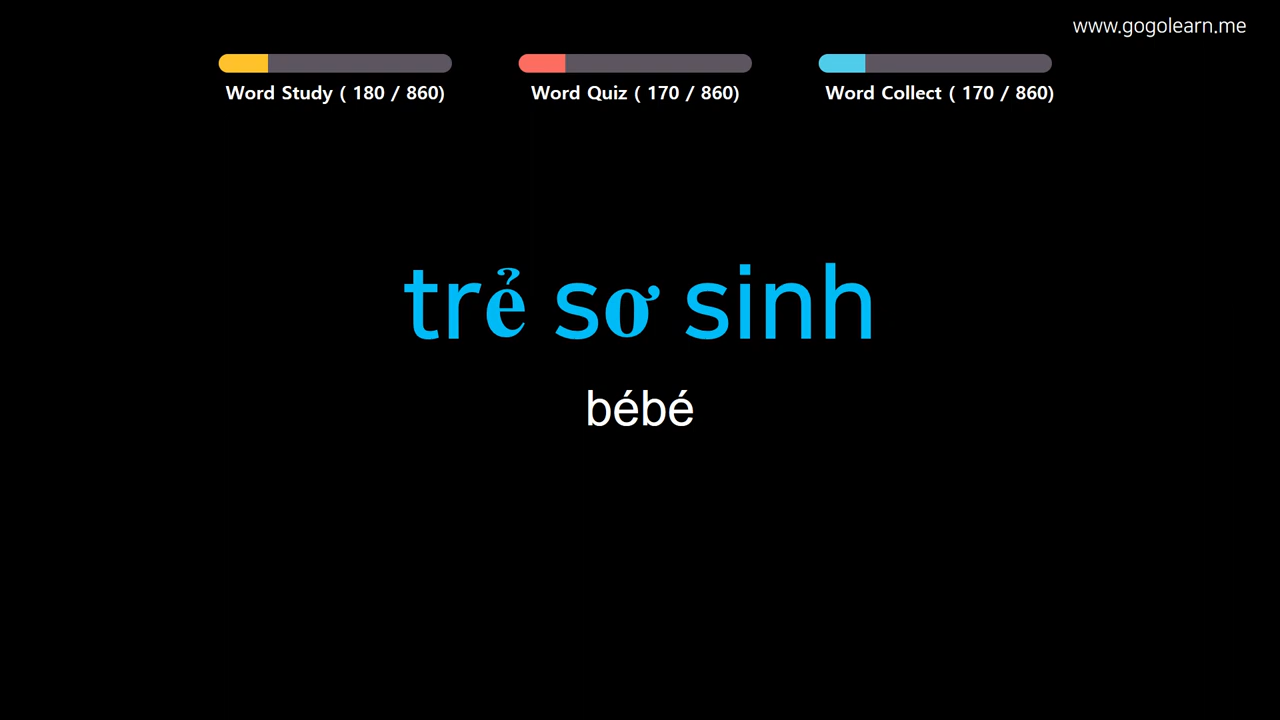 www.gogolearn.me
Word Study ( 180 / 860)
Word Quiz ( 170 / 860)
Word Collect ( 170 / 860)
trẻ sơ sinh
bébé